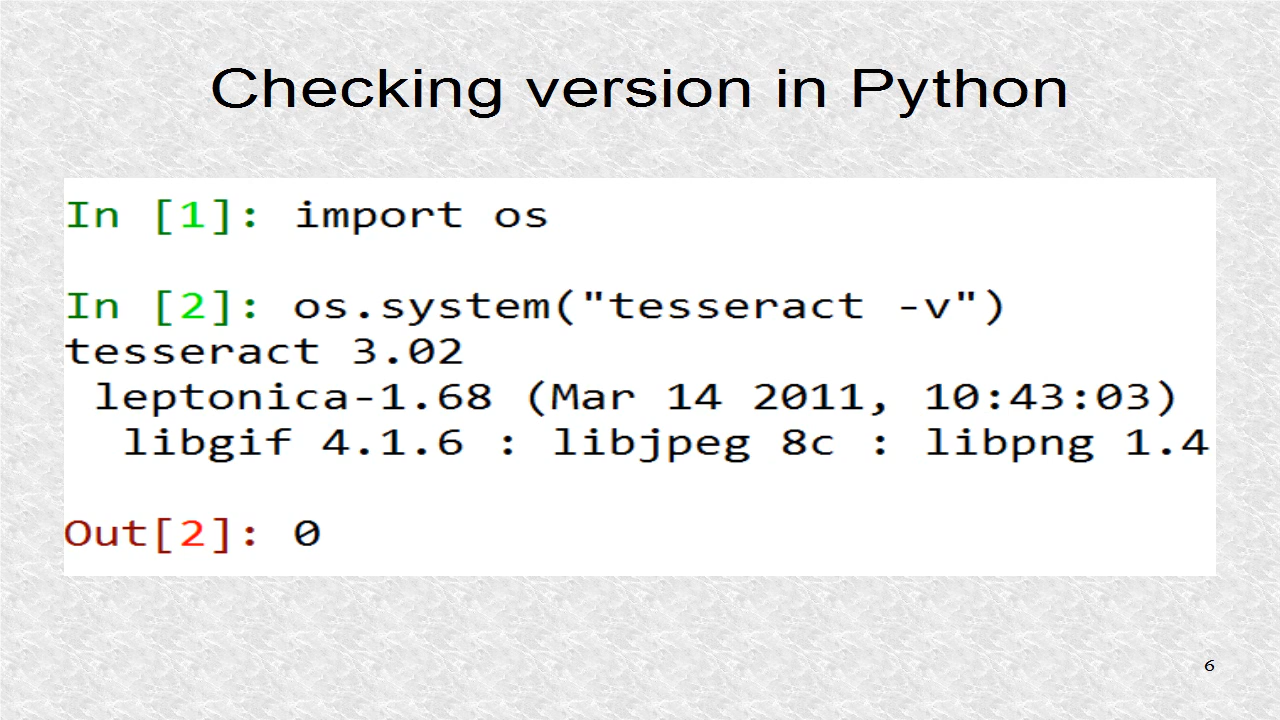 Checking version in Python
In [1]: import os
In [2]: os.system("tesseract -v")
tesseract 3.02
leptonica-1.68 (Mar 14 2011, 10:43:03)
libgif 4.1.6 : libjpeg 8c : libpng 1.4
Out[2]: 0
6